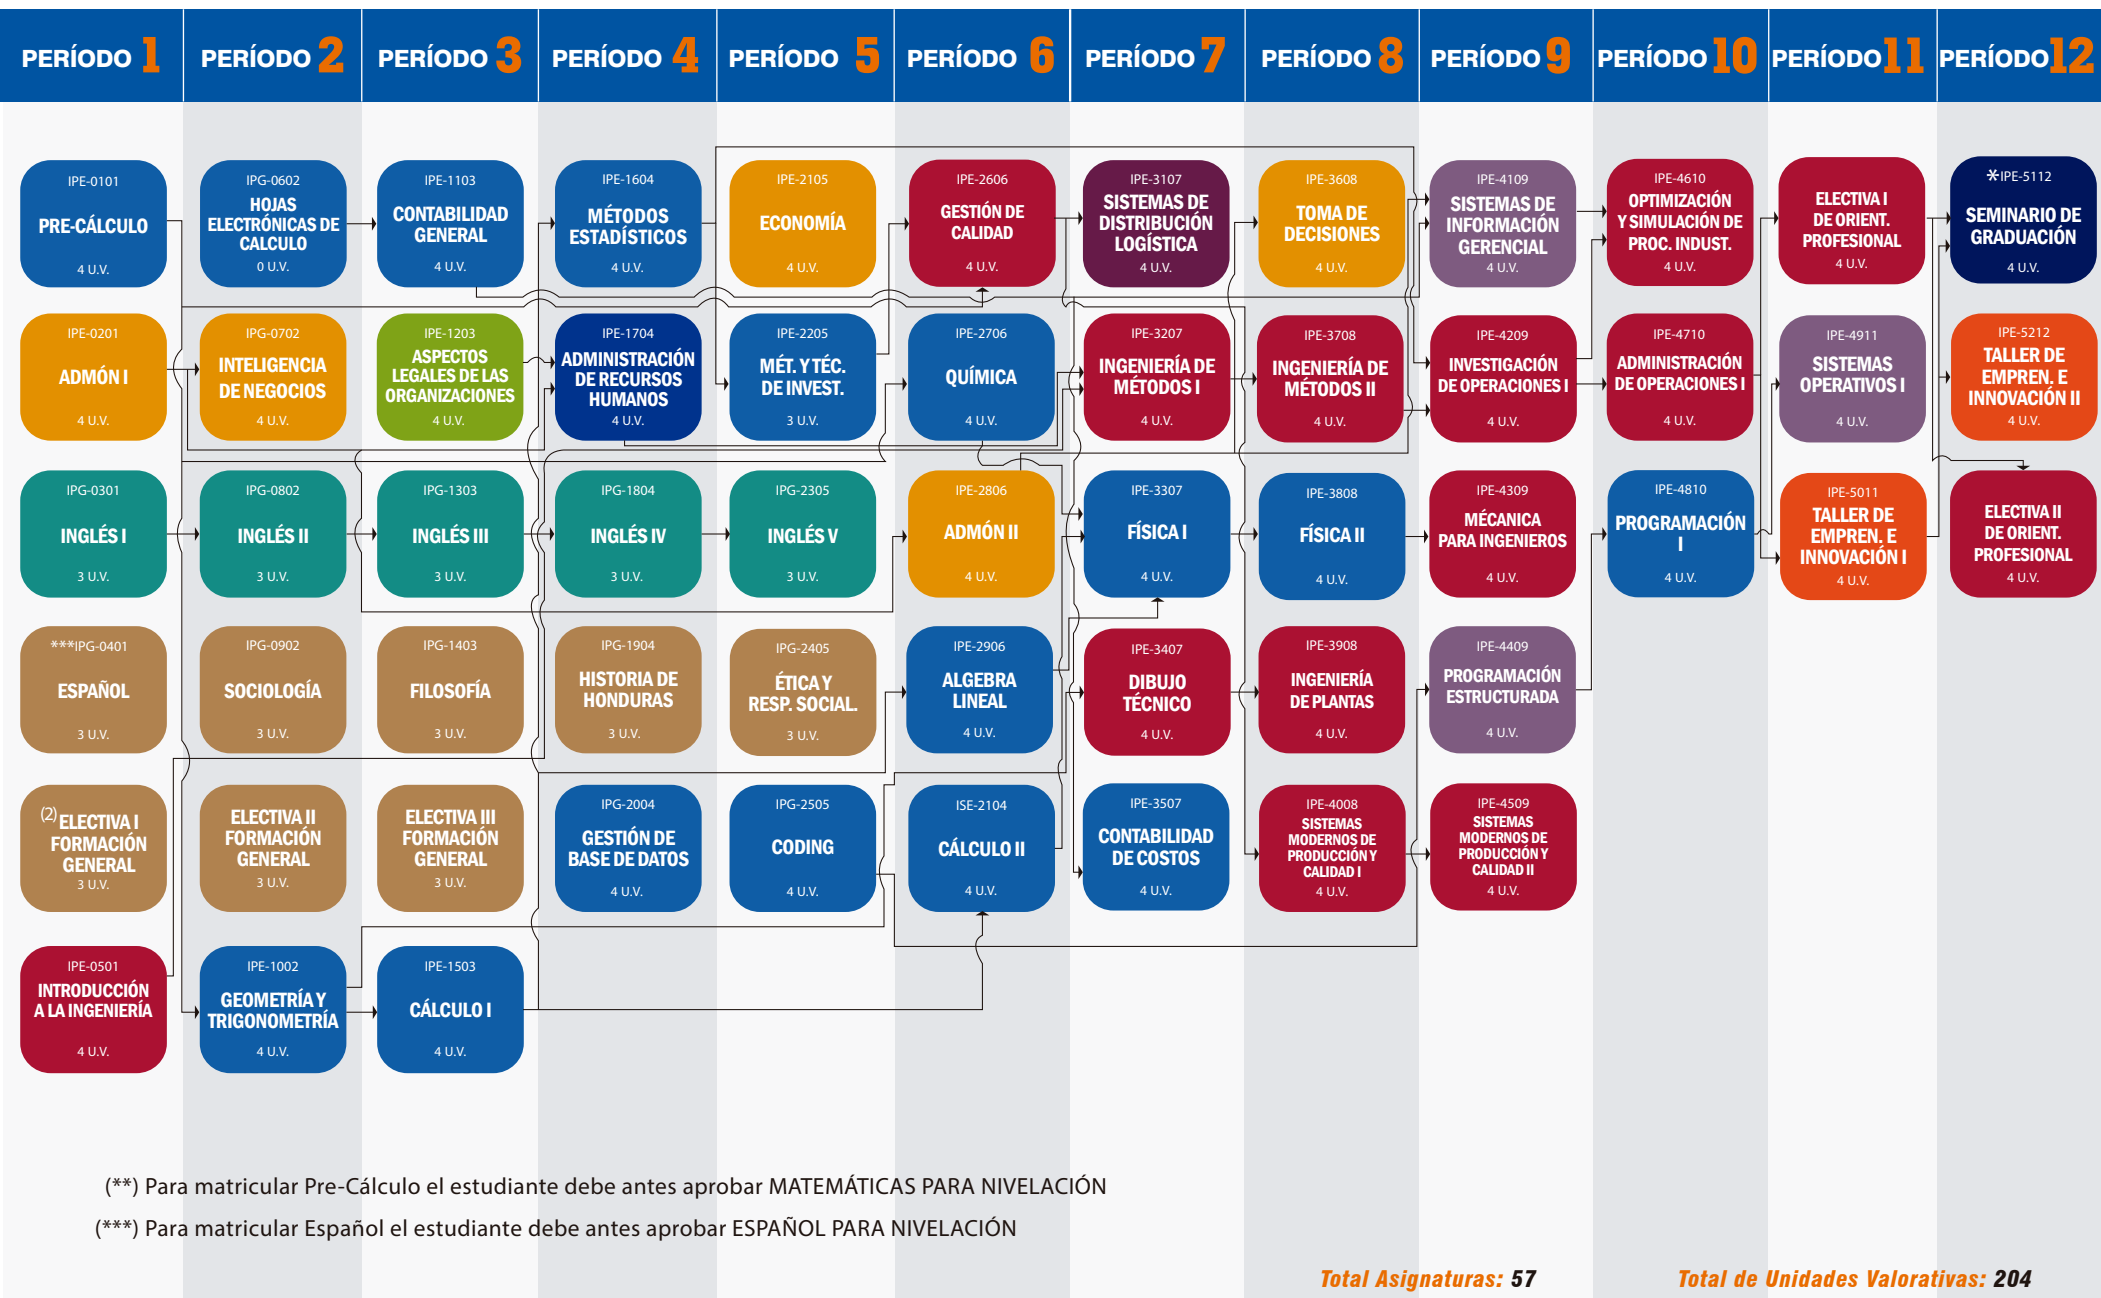 PERÍODO 1
PERÍODO 2
PERÍODO 3
PERÍODO 4
PERÍODO 5
PERÍODO 6
PERÍODO 7
PERÍODO 8
PERÍODO 9
PERÍODO 10
PERÍODO 11
PERÍODO 12
IPE-0101
PRE-CÁLCULO
4 U.V.
IPG-0602
HOJAS
ELECTRÓNICAS DE
CALCULO
0 U.V.
IPE-1103
CONTABILIDAD
GENERAL
4 U.V.
IPE-1604
MÉTODOS
ESTADÍSTICOS
4 U.V.
IPE-2105
ECONOMÍA
4 U.V.
IPE-2606
GESTIÓN DE
CALIDAD
4 U.V.
IPE-3107
SISTEMAS DE
DISTRIBUCIÓN
LOGÍSTICA
4 U.V.
IPE-3608
TOMA DE
DECISIONES
4 U.V.
IPE-4109
SISTEMAS DE
INFORMACIÓN
GERENCIAL
4 U.V.
IPE-4610
OPTIMIZACIÓN
Y SIMULACIÓN DE
PROC. INDUST.
4 U.V.
ELECTIVA I
DE ORIENT.
PROFESIONAL
4 U.V.
*IPE-5112
SEMINARIO DE
GRADUACIÓN
4 U.V.
IPE-0201
ADMÓN I
4 U.V.
IPG-0702
INTELIGENCIA
DE NEGOCIOS
4 U.V.
IPE-1203
ASPECTOS
LEGALES DE LAS
ORGANIZACIONES
4 U.V.
IPE-1704
ADMINISTRACIÓN
DE RECURSOS
HUMANOS
4 U.V.
IPE-2205
MÉT. Y TÉC.
DE INVEST.
3 U.V.
IPE-2706
QUÍMICA
4 U.V.
IPE-3207
INGENIERÍA DE
MÉTODOS I
4 U.V.
IPE-3708
INGENIERÍA DE
MÉTODOS II
4 U.V.
IPE-4209
INVESTIGACIÓN
DE OPERACIONES I
4 U.V.
IPE-4710
ADMINISTRACIÓN
DE OPERACIONES I
4 U.V.
IPE-4911
SISTEMAS
OPERATIVOS I
4 U.V.
IPE-5212
TALLER DE
EMPREN. E
INNOVACIÓN II
4 U.V.
IPG-0301
INGLÉS I
3 U.V.
IPG-0802
INGLÉS II
3 U.V.
IPG-1303
INGLÉS III
3 U.V.
IPG-1804
INGLÉS IV
3 U.V.
IPG-2305
INGLÉS V
3 U.V.
IPE-2806
ADMÓN II
4 U.V.
IPE-3307
FÍSICA I
4 U.V.
IPE-3808
FÍSICA II
4 U.V.
IPE-4309
MÉCANICA
PARA INGENIEROS
4 U.V.
IPE-4810
PROGRAMACIÓN
I
4 U.V.
IPE-5011
TALLER DE
EMPREN. E
INNOVACIÓN I
4 U.V.
ELECTIVA II
DE ORIENT.
PROFESIONAL
4 U.V.
***IPG-0401
ESPAÑOL
3 U.V.
IPG-0902
SOCIOLOGÍA
3 U.V.
IPG-1403
FILOSOFÍA
3 U.V.
IPG-1904
HISTORIA DE
HONDURAS
3 U.V.
IPG-2405
ÉTICA Y
RESP. SOCIAL.
3 U.V.
IPE-2906
ALGEBRA
LINEAL
4 U.V.
IPE-3407
DIBUJO
TÉCNICO
4 U.V.
IPE-3908
INGENIERÍA
DE PLANTAS
4 U.V.
IPE-4409
PROGRAMACIÓN
ESTRUCTURADA
4 U.V.
(2) ELECTIVA I
FORMACIÓN
GENERAL
3 U.V.
ELECTIVA II
FORMACIÓN
GENERAL
3 U.V.
ELECTIVA III
FORMACIÓN
GENERAL
3 U.V.
IPG-2004
GESTIÓN DE
BASE DE DATOS
4 U.V.
IPG-2505
CODING
4 U.V.
ISE-2104
CÁLCULO II
4 U.V.
IPE-3507
CONTABILIDAD
DE COSTOS
4 U.V.
IPE-4008
SISTEMAS
MODERNOS DE
PRODUCCIÓN Y
CALIDAD I
4 U.V.
IPE-4509
SISTEMAS
MODERNOS DE
PRODUCCIÓN Y
CALIDAD II
4 U.V.
IPE-0501
INTRODUCCIÓN
A LA INGENIERÍA
4 U.V.
IPE-1002
GEOMETRÍA Y
TRIGONOMETRÍA
4 U.V.
IPE-1503
CÁLCULO I
4 U.V.
(**) Para matricular Pre-Cálculo el estudiante debe antes aprobar MATEMÁTICAS PARA NIVELACIÓN
(***) Para matricular Español el estudiante debe antes aprobar ESPAÑOL PARA NIVELACIÓN
Total Asignaturas: 57
Total de Unidades Valorativas: 204